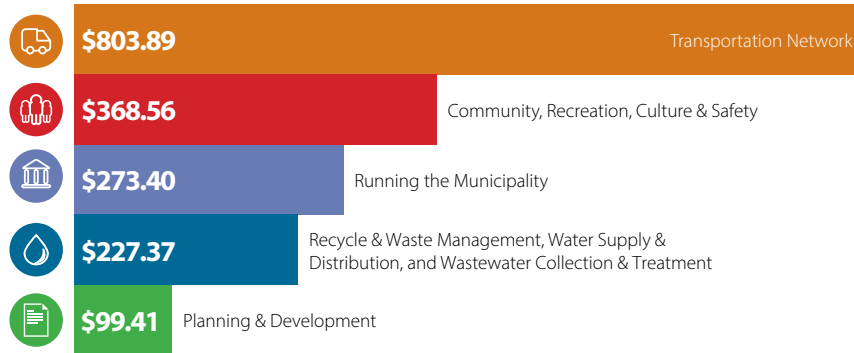 $803.89 Transportation Network
$368.56 Community, Recreation, Culture & Safety
$273.40 Running the Municipality
$227.37 Recycle & Waste Management, Water Supply &
Distribution, and Wastewater Collection & Treatment
$99.41 Planning & Development